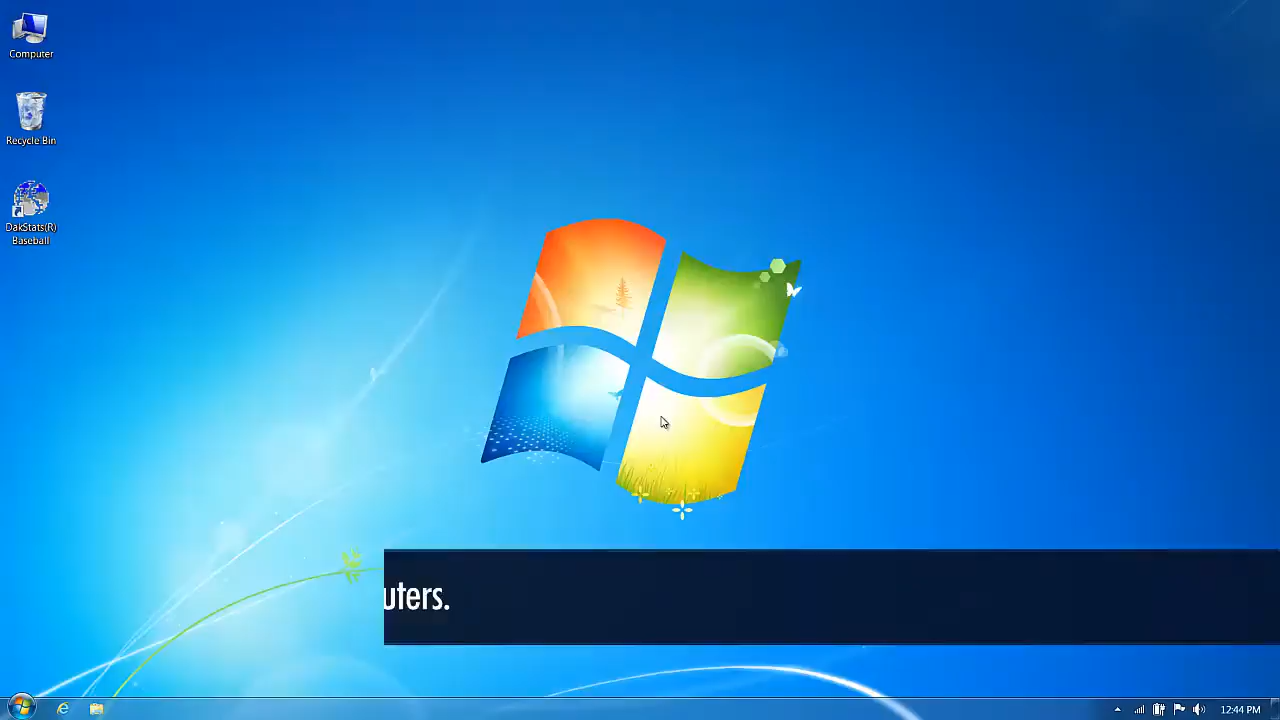 Computer
Recycle Bin
DakStats(R)
Baseball
uters.
12:44 PM